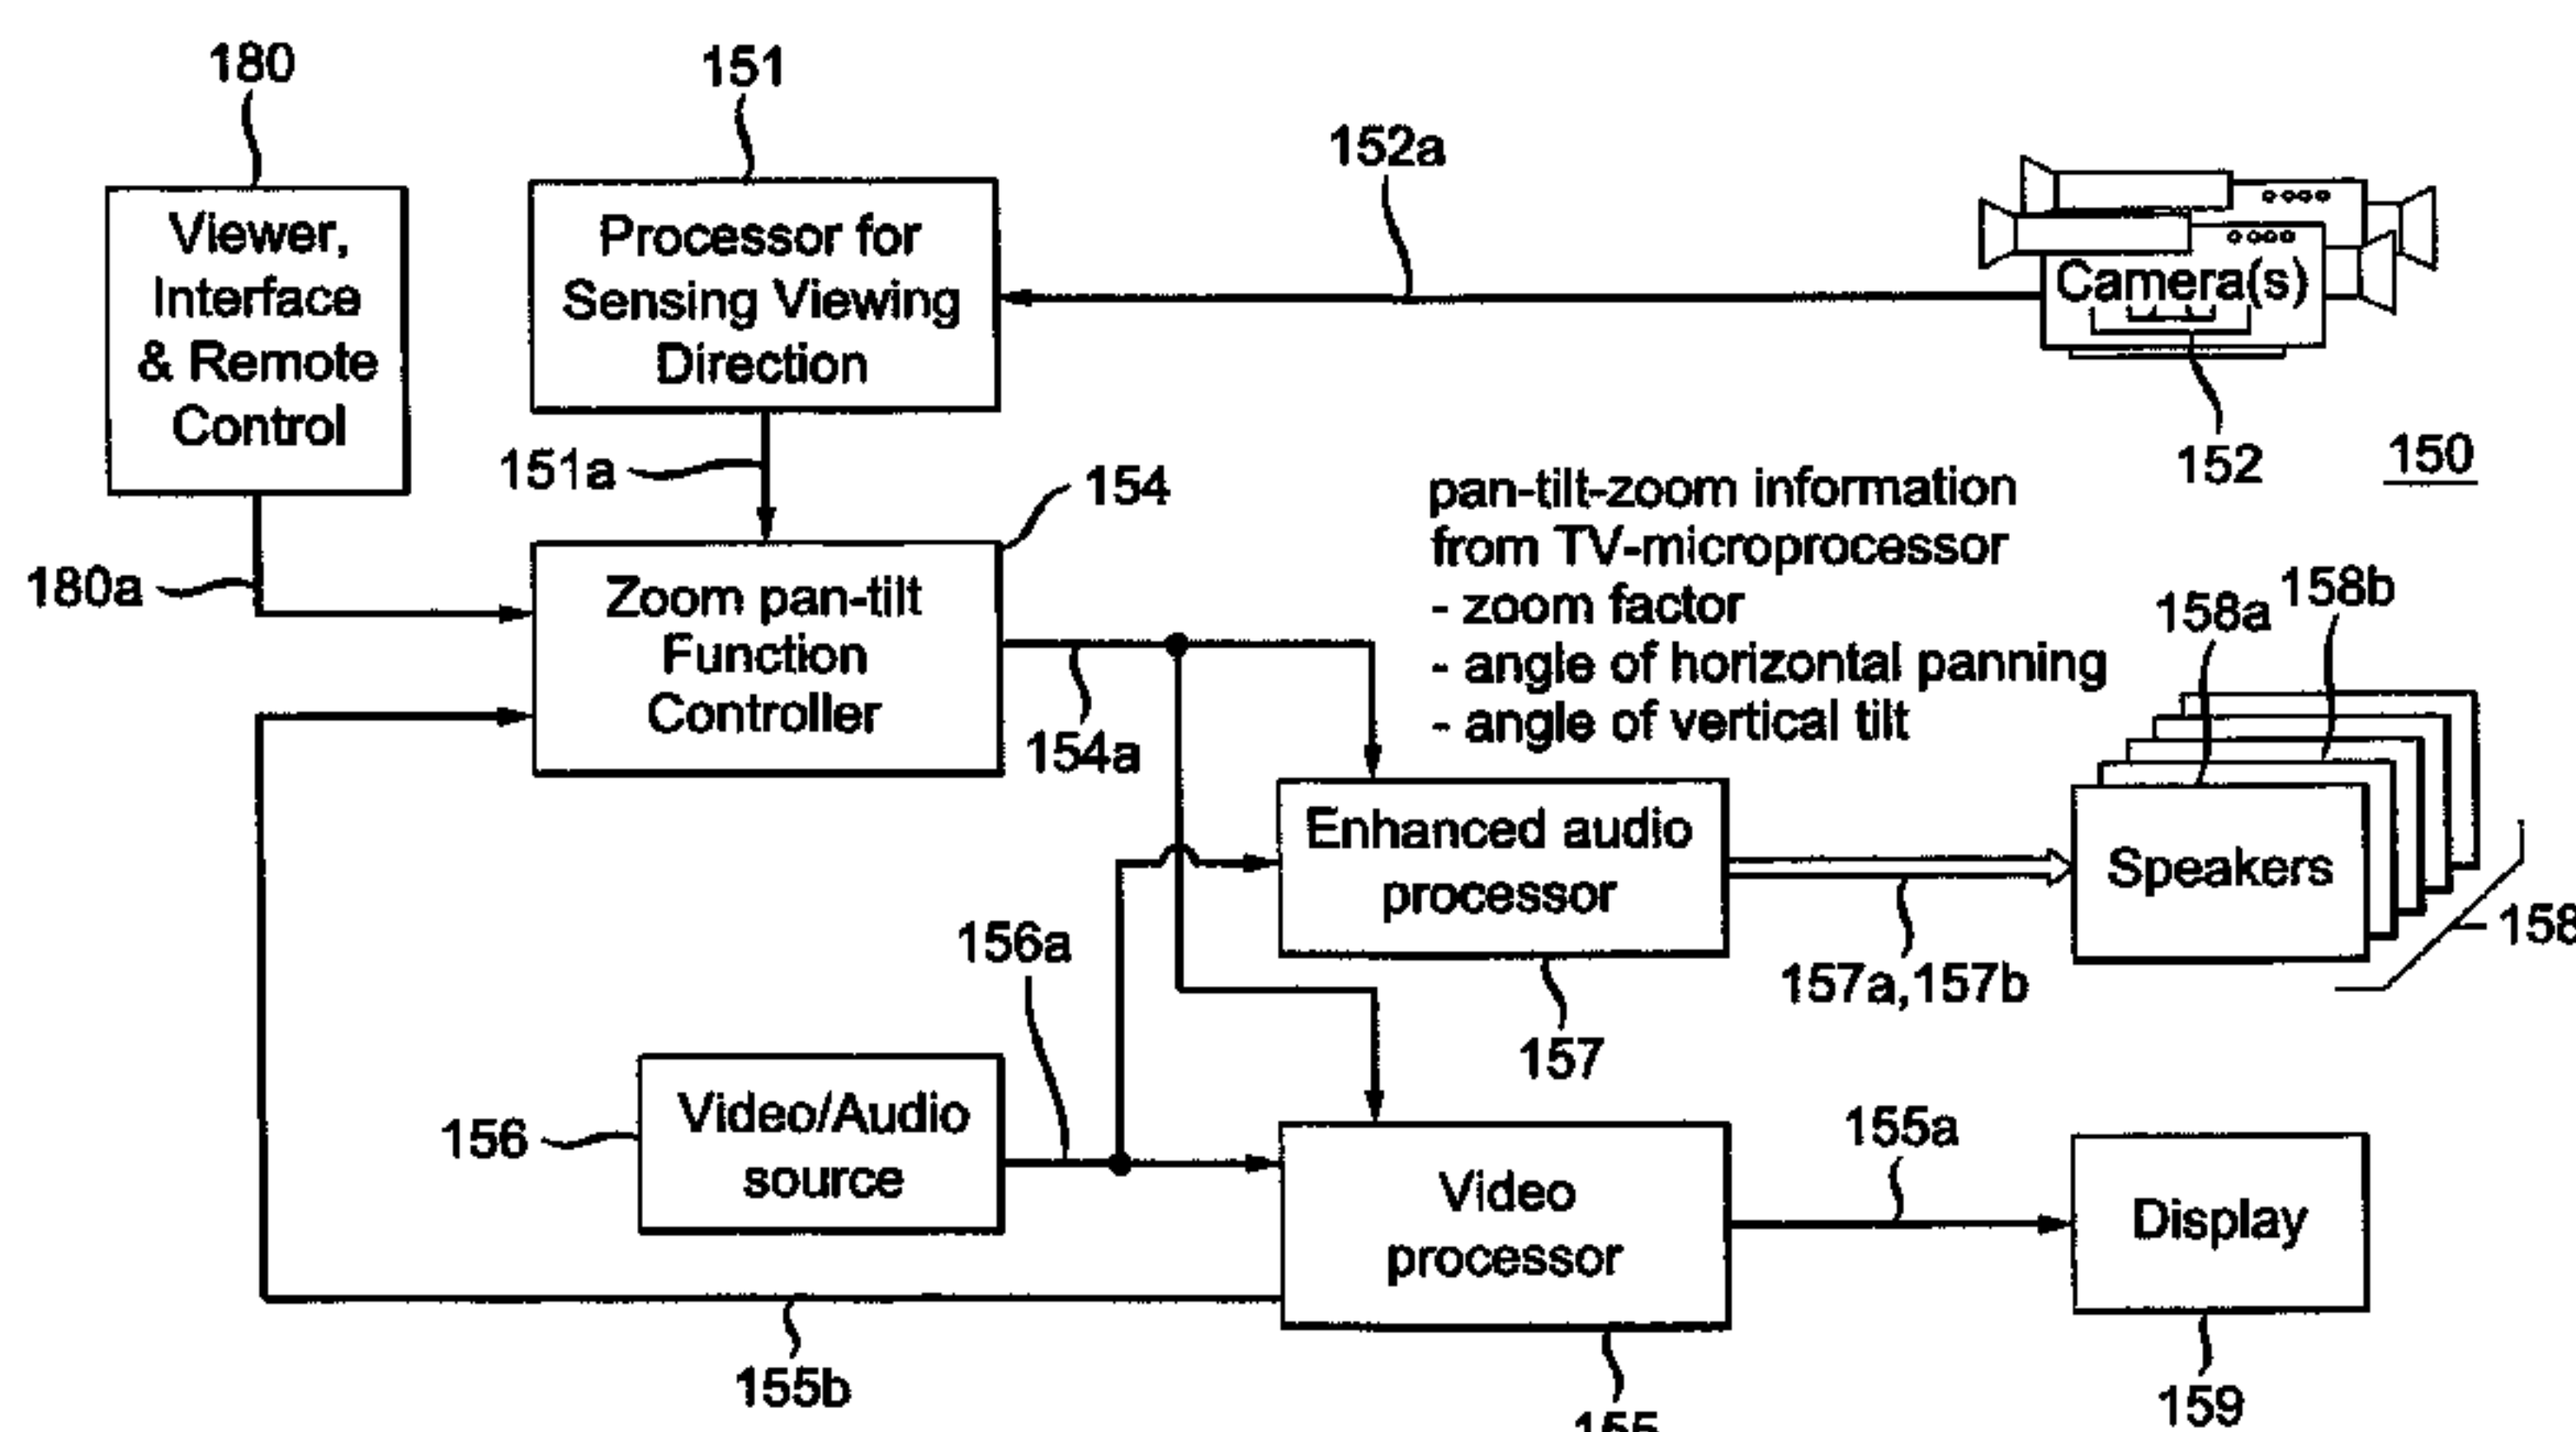 180
151
152a
Viewer,
Interface
& Remote
Control
Processor for
Sensing Viewing
Direction
Camera(s)
152
150
151a
154
180a
Zoom pan-tilt
Function
Controller
154a
pan-tilt-zoom information
from TV-microprocessor
- zoom factor
- angle of horizontal panning
- angle of vertical tilt
158a
158b
Enhanced audio
processor
Speakers
158
157a,157b
157
156a
156
Video/Audio
source
Video
processor
155a
Display
155b
155
159